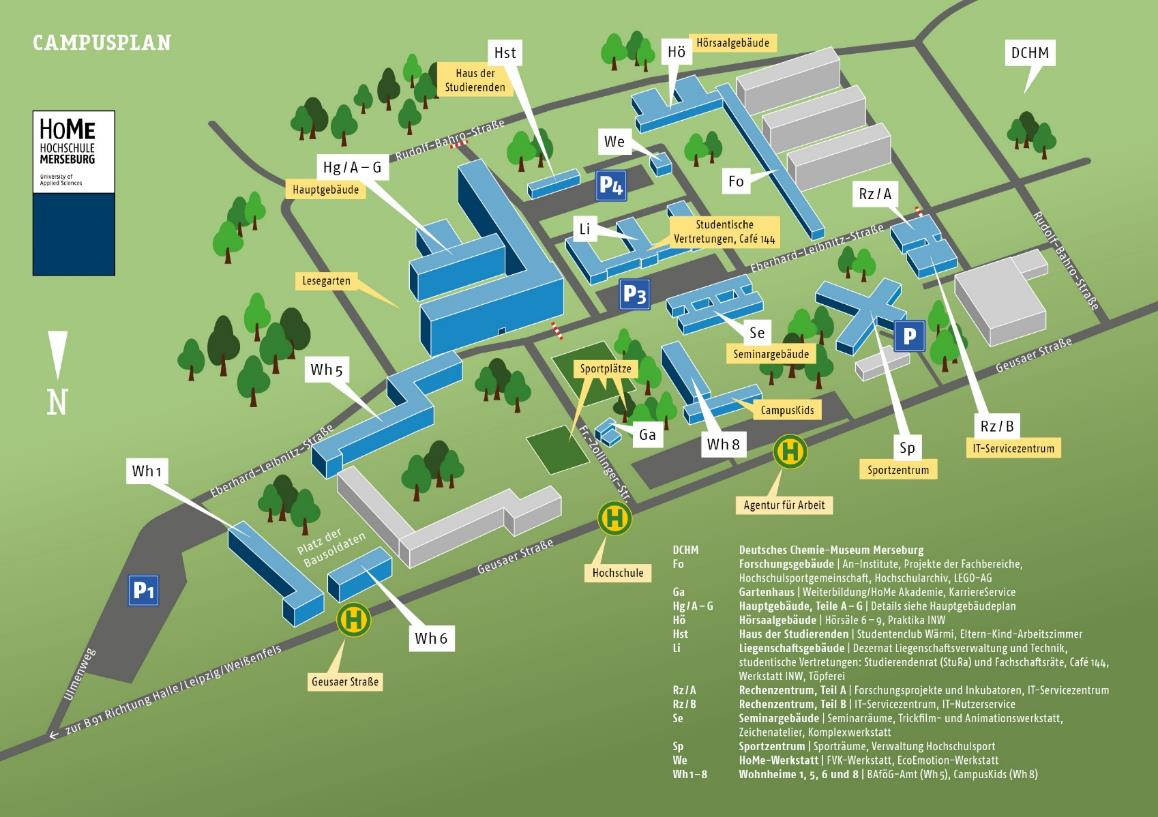 CAMPUSPLAN
HOME
HOCHSCHULE
MERSEBURG
University of
Applied Sciences
N
Hst
Haus der
Studierenden
Hö
Hörsaalgebäude
DCHM
Rudolf-Bahro-Straße
We
Hg/A–G
Hauptgebäude
P4
Fo
Rz/A
Li
Studentische
Vertretungen, Café 144
Eberhard-Leibnitz-Straße
Rudolf-Bahro-Straße
Lesegarten
P3
Se
Seminargebäude
P
Geusaer Straße
Wh5
Sportplätze
CampusKids
Ga
Wh8
Fr.-Zollinger-Str.
Sp
Sportzentrum
Rz/B
IT-Servicezentrum
Eberhard-Leibnitz-Straße
Wh1
H
Agentur für Arbeit
H
Hochschule
Platz der
Bausoldaten
Geusaer Straße
P1
H
Wh6
Geusaer Straße
Ulmenweg
← zur B91 Richtung Halle/Leipzig/Weißenfels
DCHM Deutsches Chemie-Museum Merseburg
Fo Forschungsgebäude | An-Institute, Projekte der Fachbereiche,
Hochschulsportgemeinschaft, Hochschularchiv, LEGO-AG
Ga Gartenhaus | Weiterbildung/HoMe Akademie, KarriereService
Hg/A–G Hauptgebäude, Teile A–G | Details siehe Hauptgebäudeplan
Hö Hörsaalgebäude | Hörsäle 6–9, Praktika INW
Hst Haus der Studierenden | Studentenclub Wärmi, Eltern-Kind-Arbeitszimmer
Li Liegenschaftsgebäude | Dezernat Liegenschaftsverwaltung und Technik,
studentische Vertretungen: Studierendenrat (StuRa) und Fachschaftsräte, Café 144,
Werkstatt INW, Töpferei
Rz/A Rechenzentrum, Teil A | Forschungsprojekte und Inkubatoren, IT-Servicezentrum
Rz/B Rechenzentrum, Teil B | IT-Servicezentrum, IT-Nutzerservice
Se Seminargebäude | Seminarräume, Trickfilm- und Animationswerkstatt,
Zeichenatelier, Komplexwerkstatt
Sp Sportzentrum | Sporträume, Verwaltung Hochschulsport
We HoMe-Werkstatt | FVK-Werkstatt, EcoEmotion-Werkstatt
Wh1–8 Wohnheime 1, 5, 6 und 8 | BAföG-Amt (Wh5), CampusKids (Wh8)